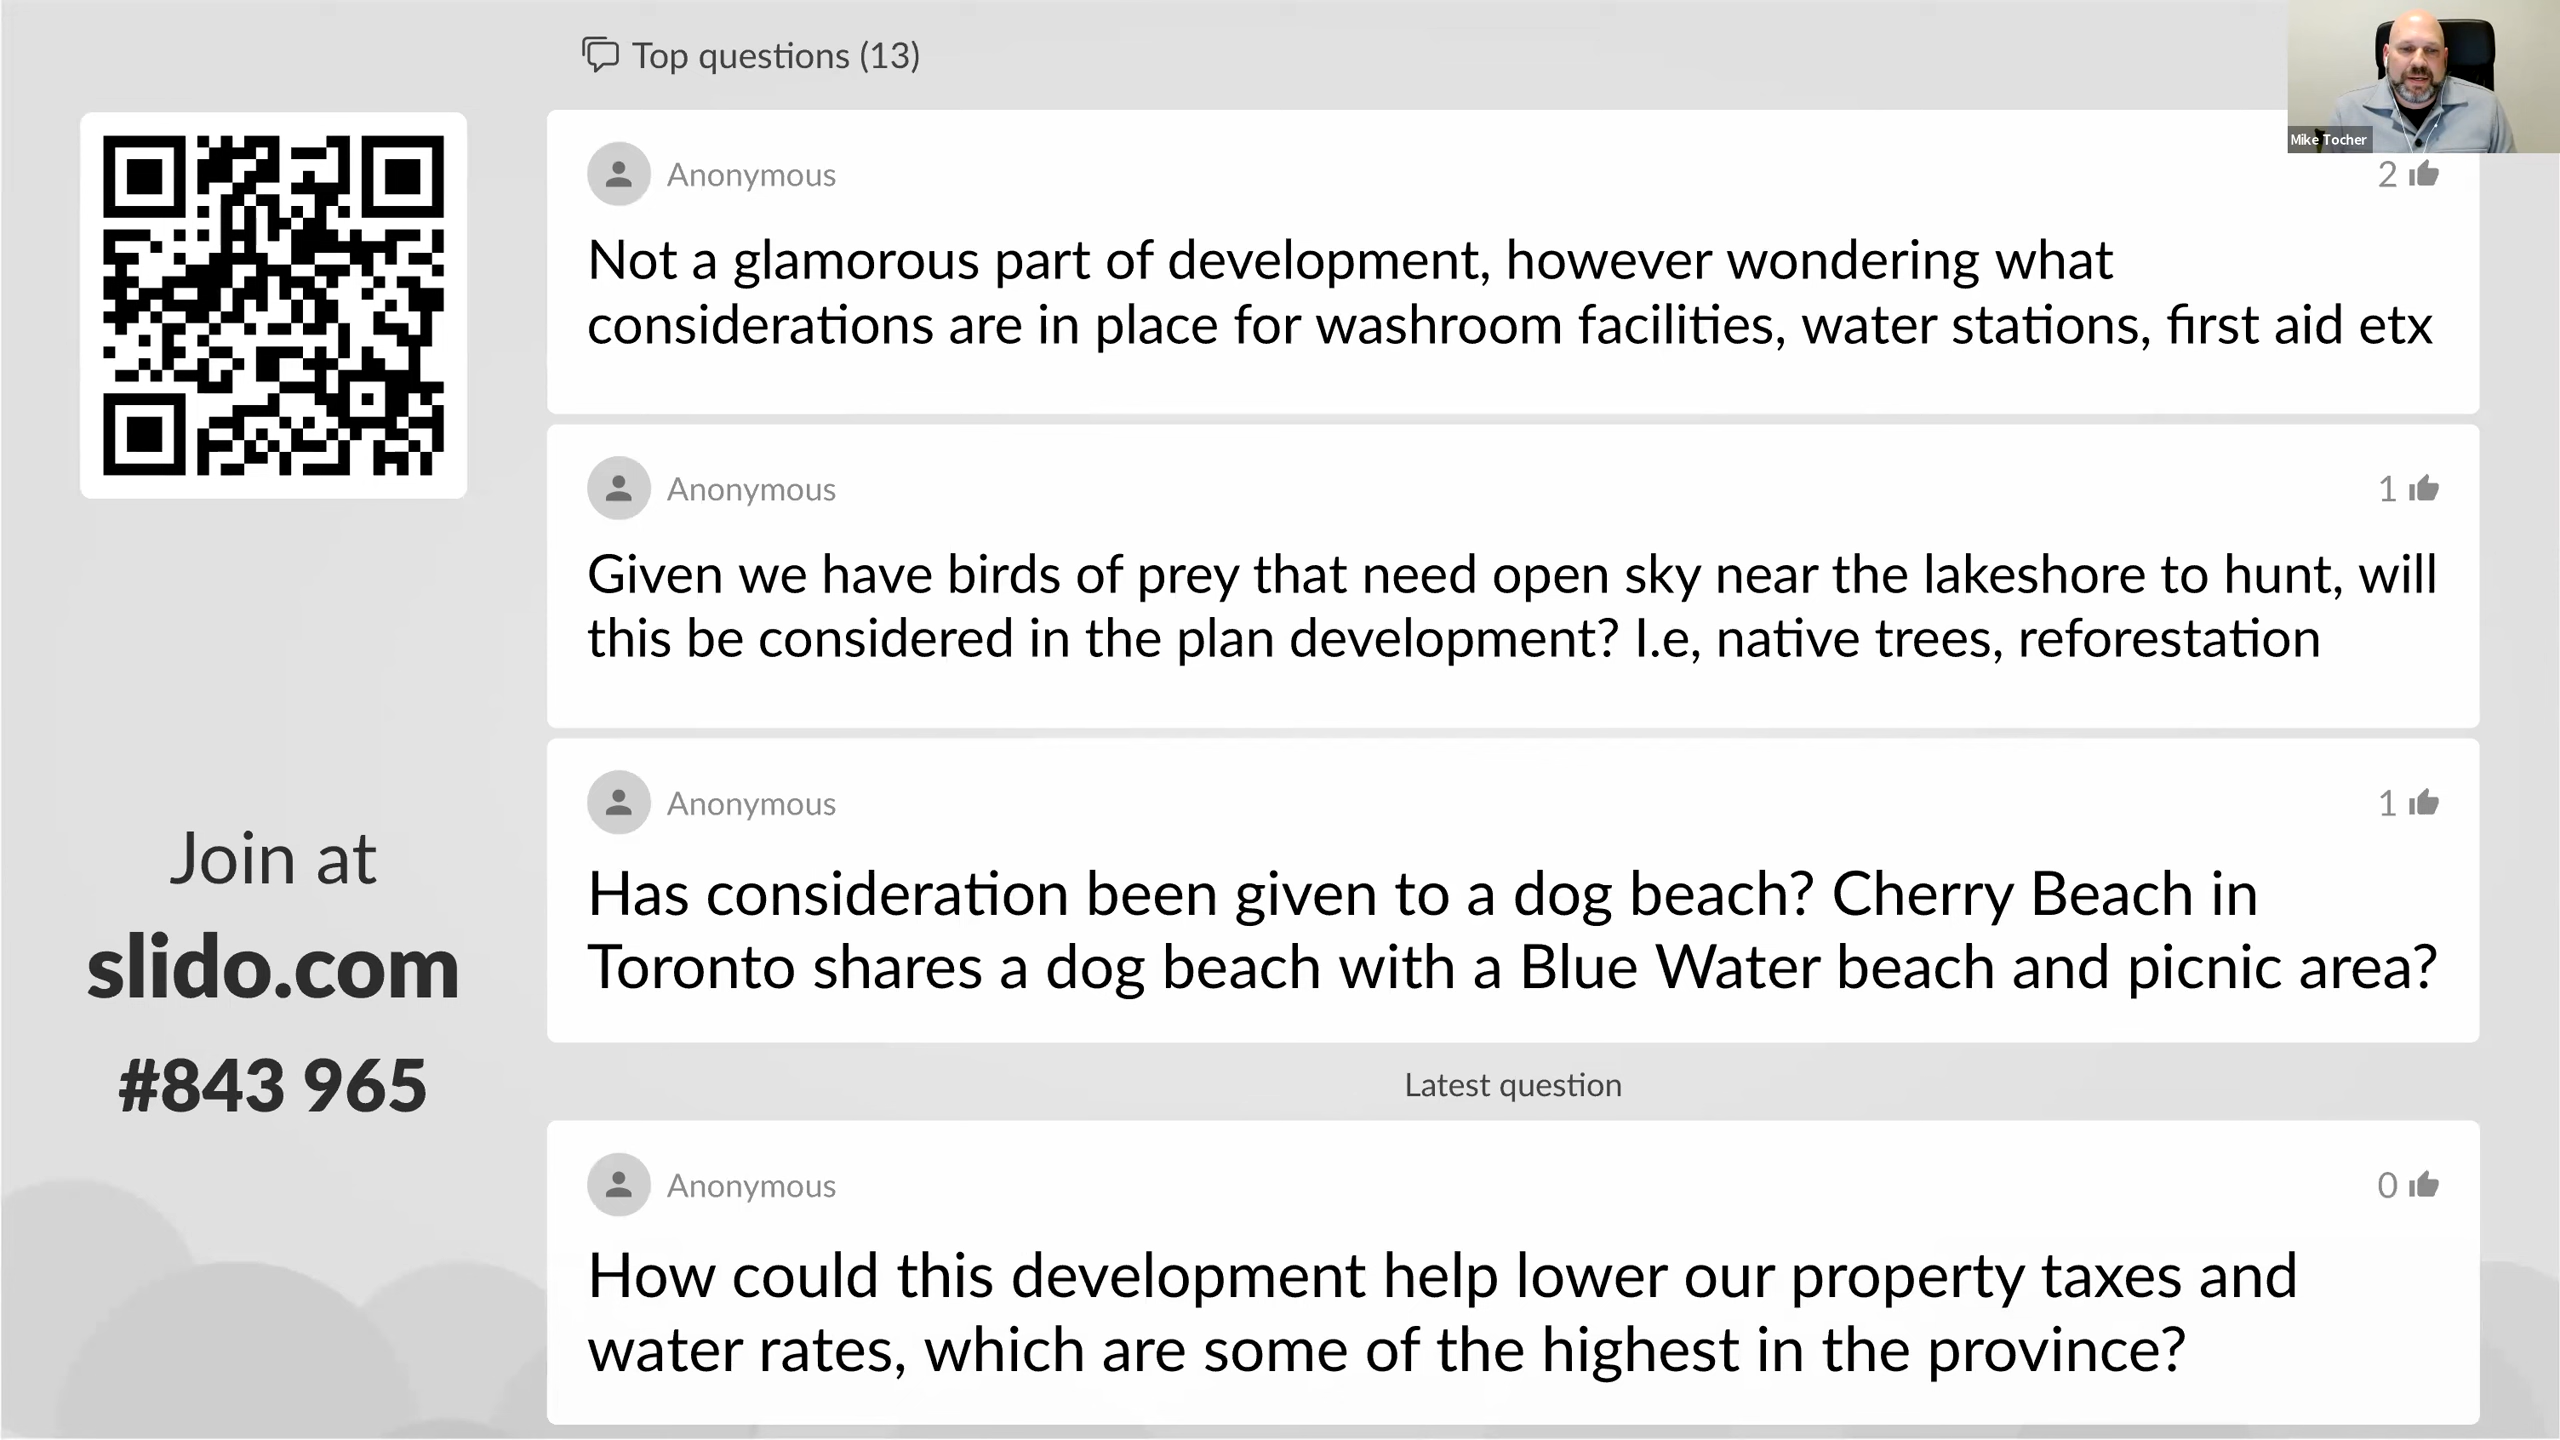 Top questions (13)
Mike Tocher
Anonymous
2
Not a glamorous part of development, however wondering what
considerations are in place for washroom facilities, water stations, first aid etx
Anonymous
1
Given we have birds of prey that need open sky near the lakeshore to hunt, will
this be considered in the plan development? I.e, native trees, reforestation
Anonymous
1
Has consideration been given to a dog beach? Cherry Beach in
Toronto shares a dog beach with a Blue Water beach and picnic area?
Join at
slido.com
#843 965
Latest question
Anonymous
0
How could this development help lower our property taxes and
water rates, which are some of the highest in the province?